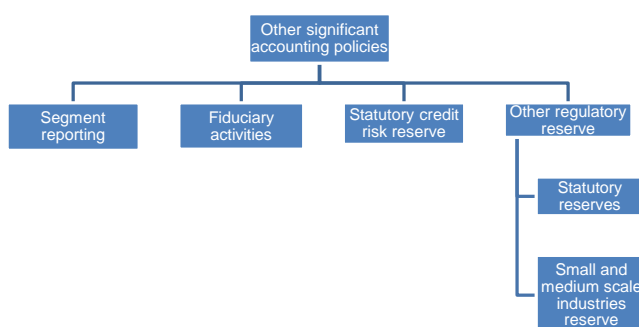 Other significant
accounting policies
Segment
reporting
Fiduciary
activities
Statutory credit
risk reserve
Other regulatory
reserve
Statutory
reserves
Small and
medium scale
industries
reserve